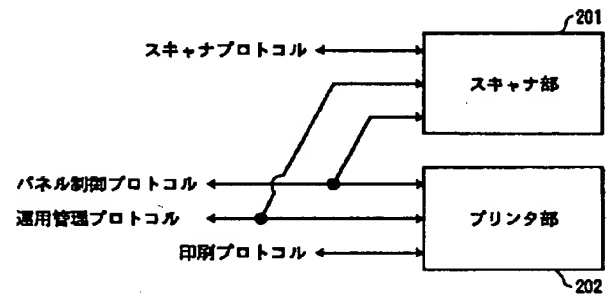 201
スキャナプロトコル
スキャナ部
パネル制御プロトコル
運用管理プロトコル
プリンタ部
印刷プロトコル
202